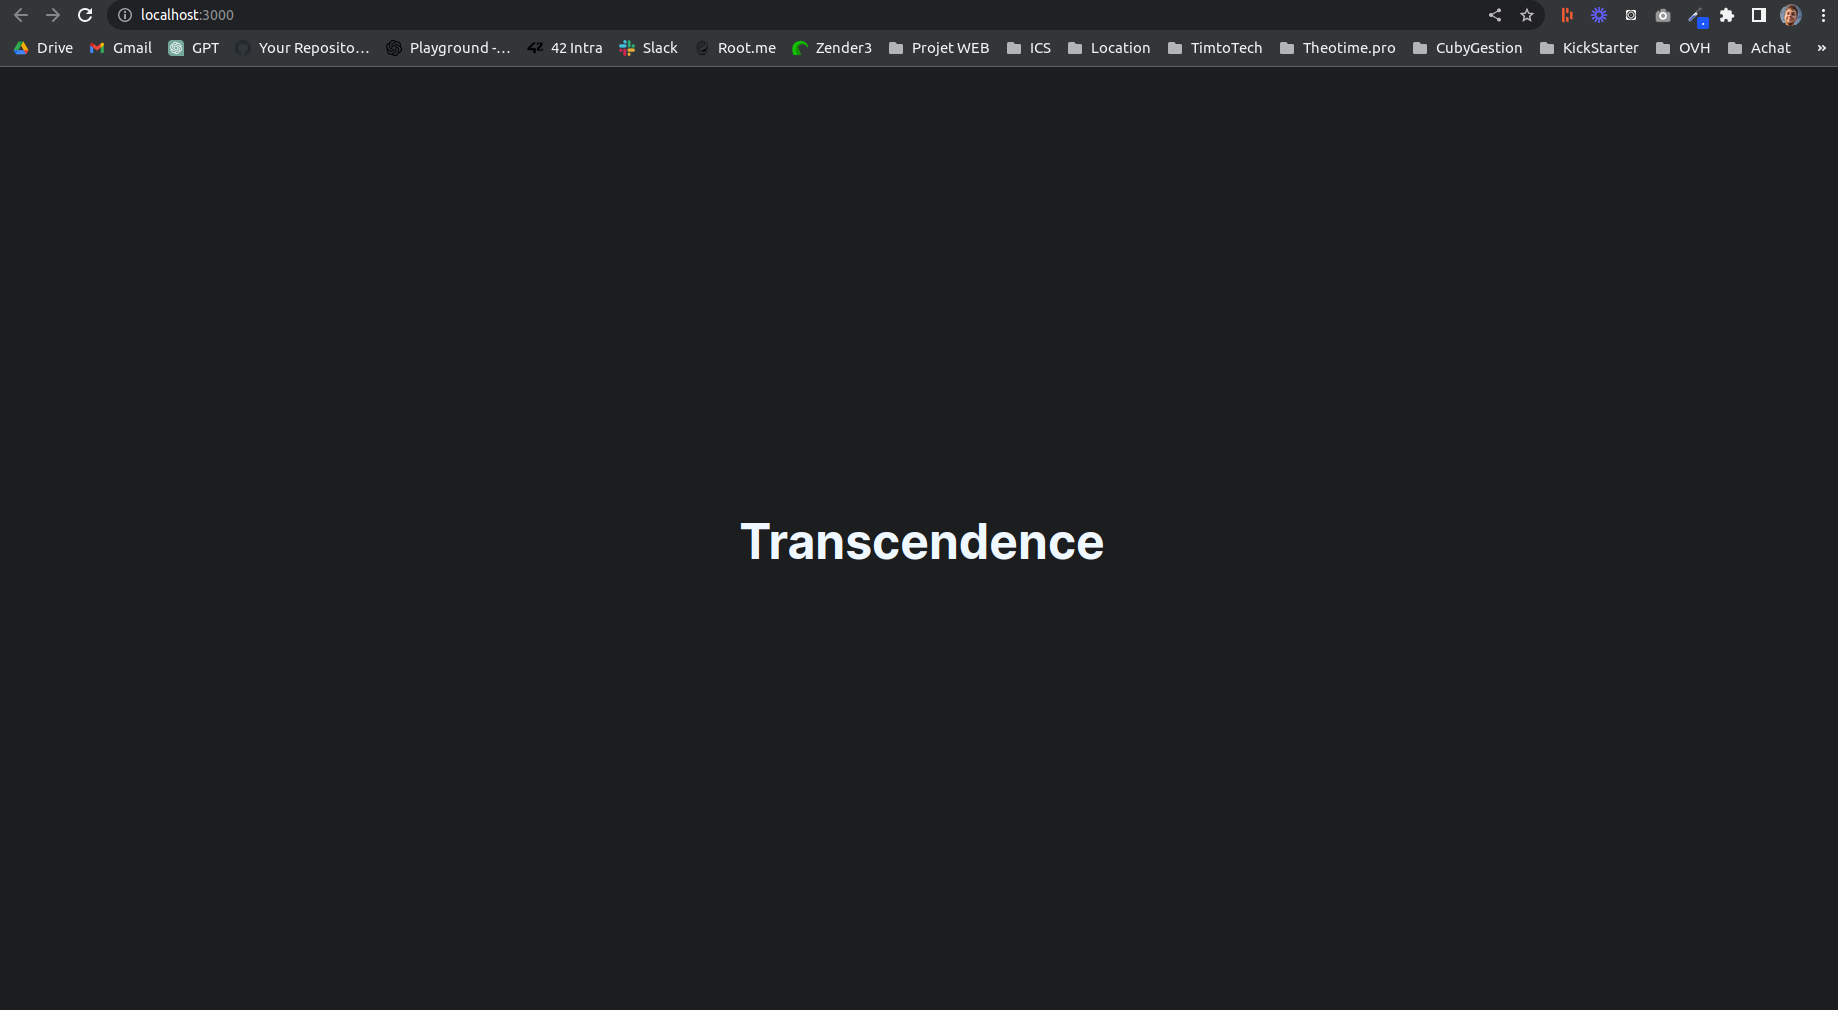 localhost:3000
Drive Gmail GPT Your Reposito... Playground -... 42 Intra Slack Root.me Zender3 Projet WEB ICS Location TimtoTech Theotime.pro CubyGestion KickStarter OVH Achat »
Transcendence